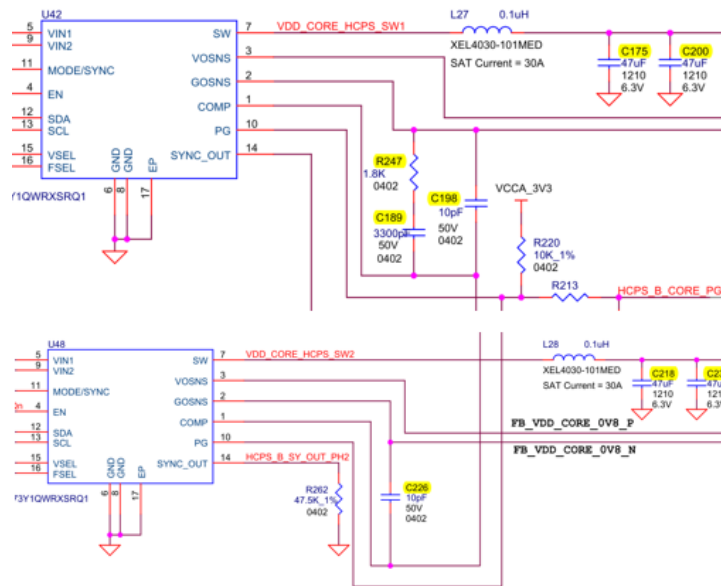 U42
5 VIN1 SW 7 VDD_CORE_HCPS_SW1
9 VIN2
VOSNS 3
11 MODE/SYNC GOSNS 2
4 EN COMP 1
12 SDA PG 10
13 SCL
15 VSEL SYNC_OUT 14
16 FSEL
GND GND EP
6 8 17
Y1QWRXSRQ1
L27 0.1uH
XEL4030-101MED
SAT Current = 30A
C175
47uF
1210
6.3V
C200
47uF
1210
6.3V
R247
1.8K
0402
C189
3300pF
50V
0402
C198
10pF
50V
0402
VCCA_3V3
R220
10K_1%
0402
R213
HCPS_B_CORE_PG
U48
5 VIN1 SW 7 VDD_CORE_HCPS_SW2
9 VIN2
VOSNS 3
11 MODE/SYNC GOSNS 2
4 EN COMP 1
12 SDA PG 10
13 SCL
15 VSEL SYNC_OUT 14 HCPS_B_SY_OUT_PH2
16 FSEL
GND GND EP
6 8 17
73Y1QWRXSRQ1
R262
47.5K_1%
0402
C226
10pF
50V
0402
L28 0.1uH
XEL4030-101MED
SAT Current = 30A
C218
47uF
1210
6.3V
47u
1210
6.3V
FB_VDD_CORE_0V8_P
FB_VDD_CORE_0V8_N